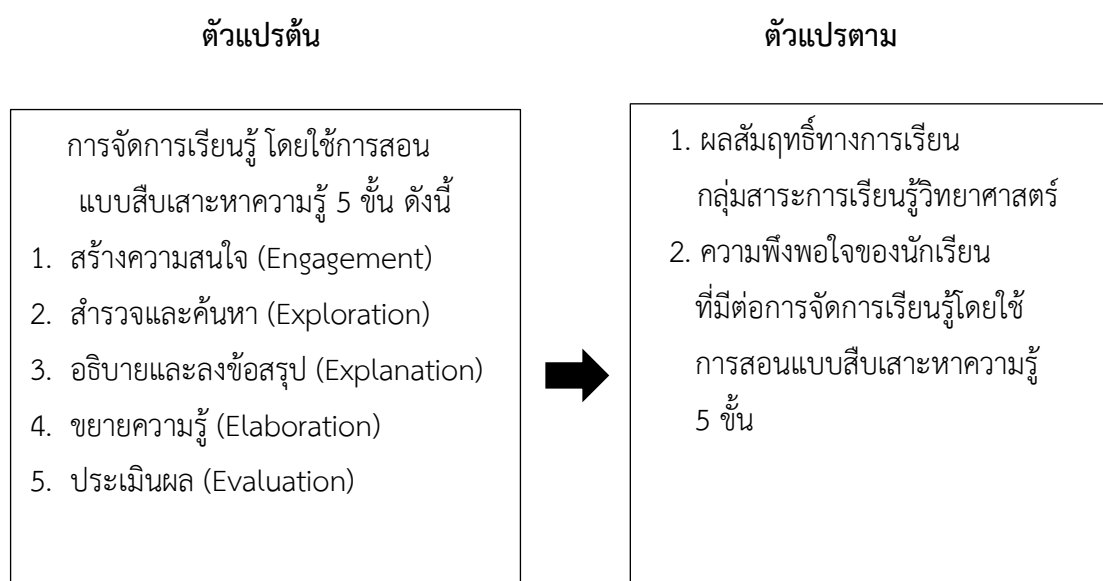 ตัวแปรต้น
ตัวแปรตาม
การจัดการเรียนรู้ โดยใช้การสอน
แบบสืบเสาะหาความรู้ 5 ขั้น ดังนี้
1. สร้างความสนใจ (Engagement)
2. สำรวจและค้นหา (Exploration)
3. อธิบายและลงข้อสรุป (Explanation)
4. ขยายความรู้ (Elaboration)
5. ประเมินผล (Evaluation)
1. ผลสัมฤทธิ์ทางการเรียน
กลุ่มสาระการเรียนรู้วิทยาศาสตร์
2. ความพึงพอใจของนักเรียน
ที่มีต่อการจัดการเรียนรู้โดยใช้
การสอนแบบสืบเสาะหาความรู้
5 ขั้น